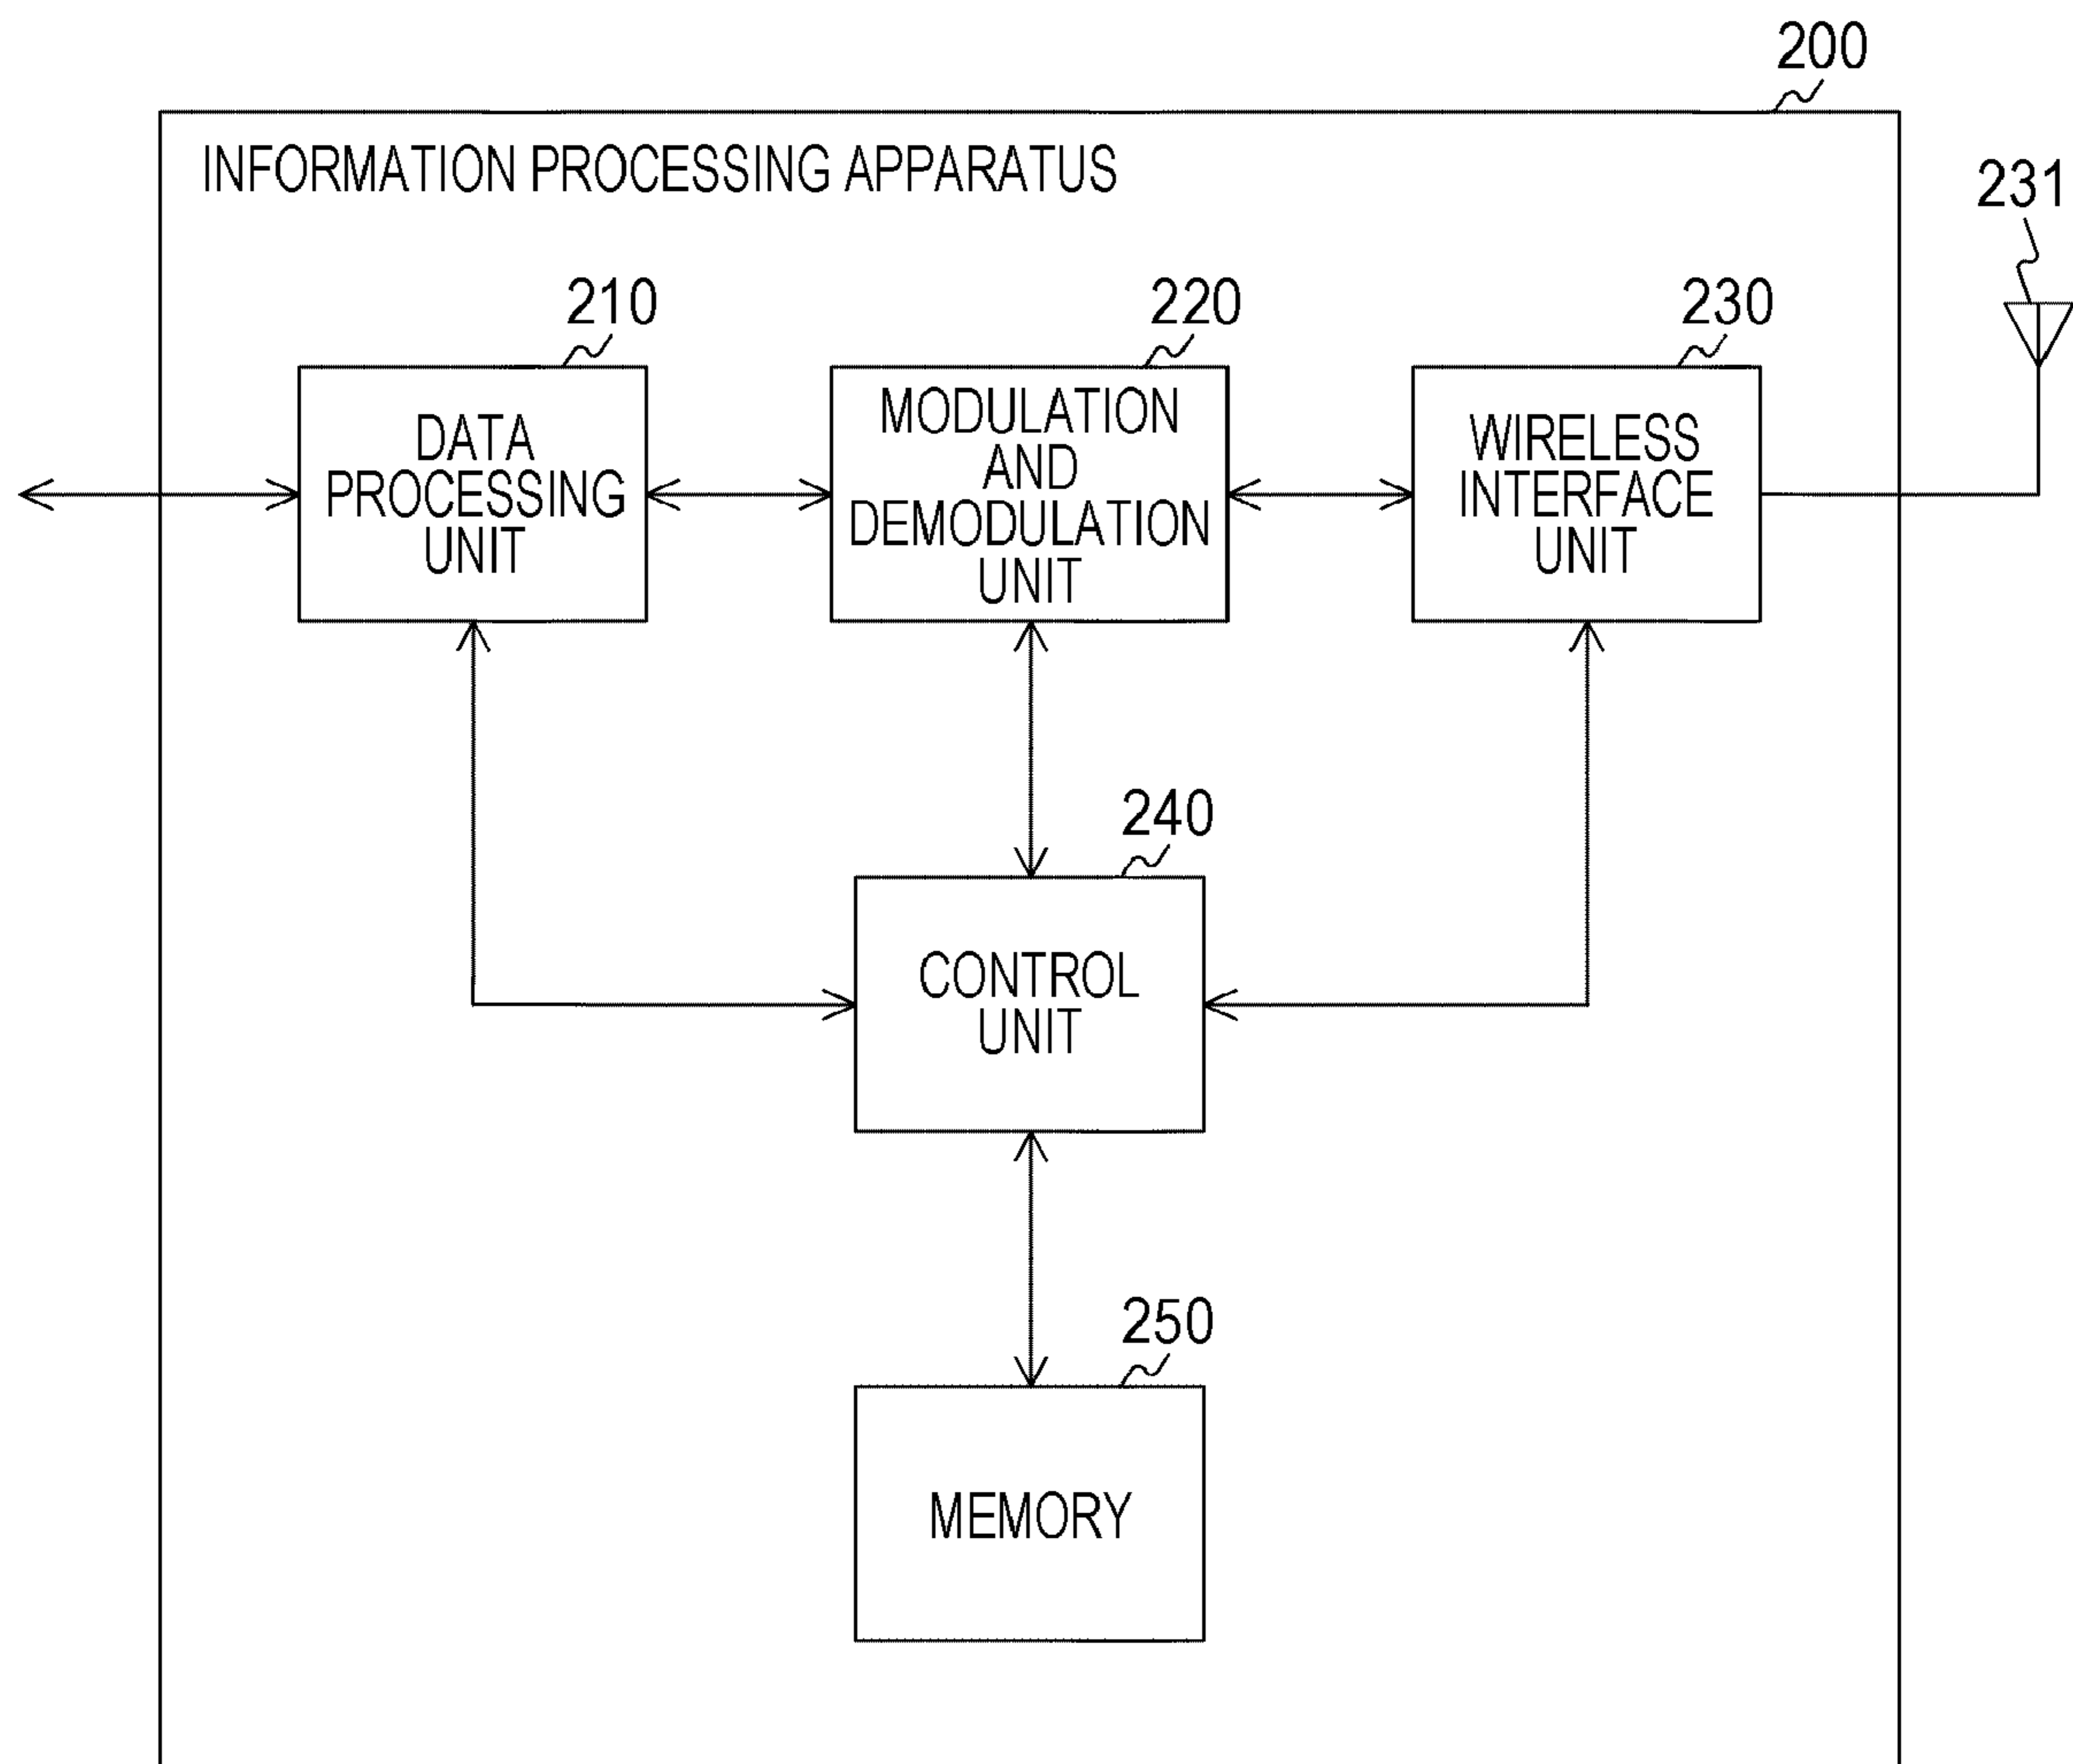 200
INFORMATION PROCESSING APPARATUS
231
210
220
230
DATA
PROCESSING
UNIT
MODULATION
AND
DEMODULATION
UNIT
WIRELESS
INTERFACE
UNIT
240
CONTROL
UNIT
250
MEMORY